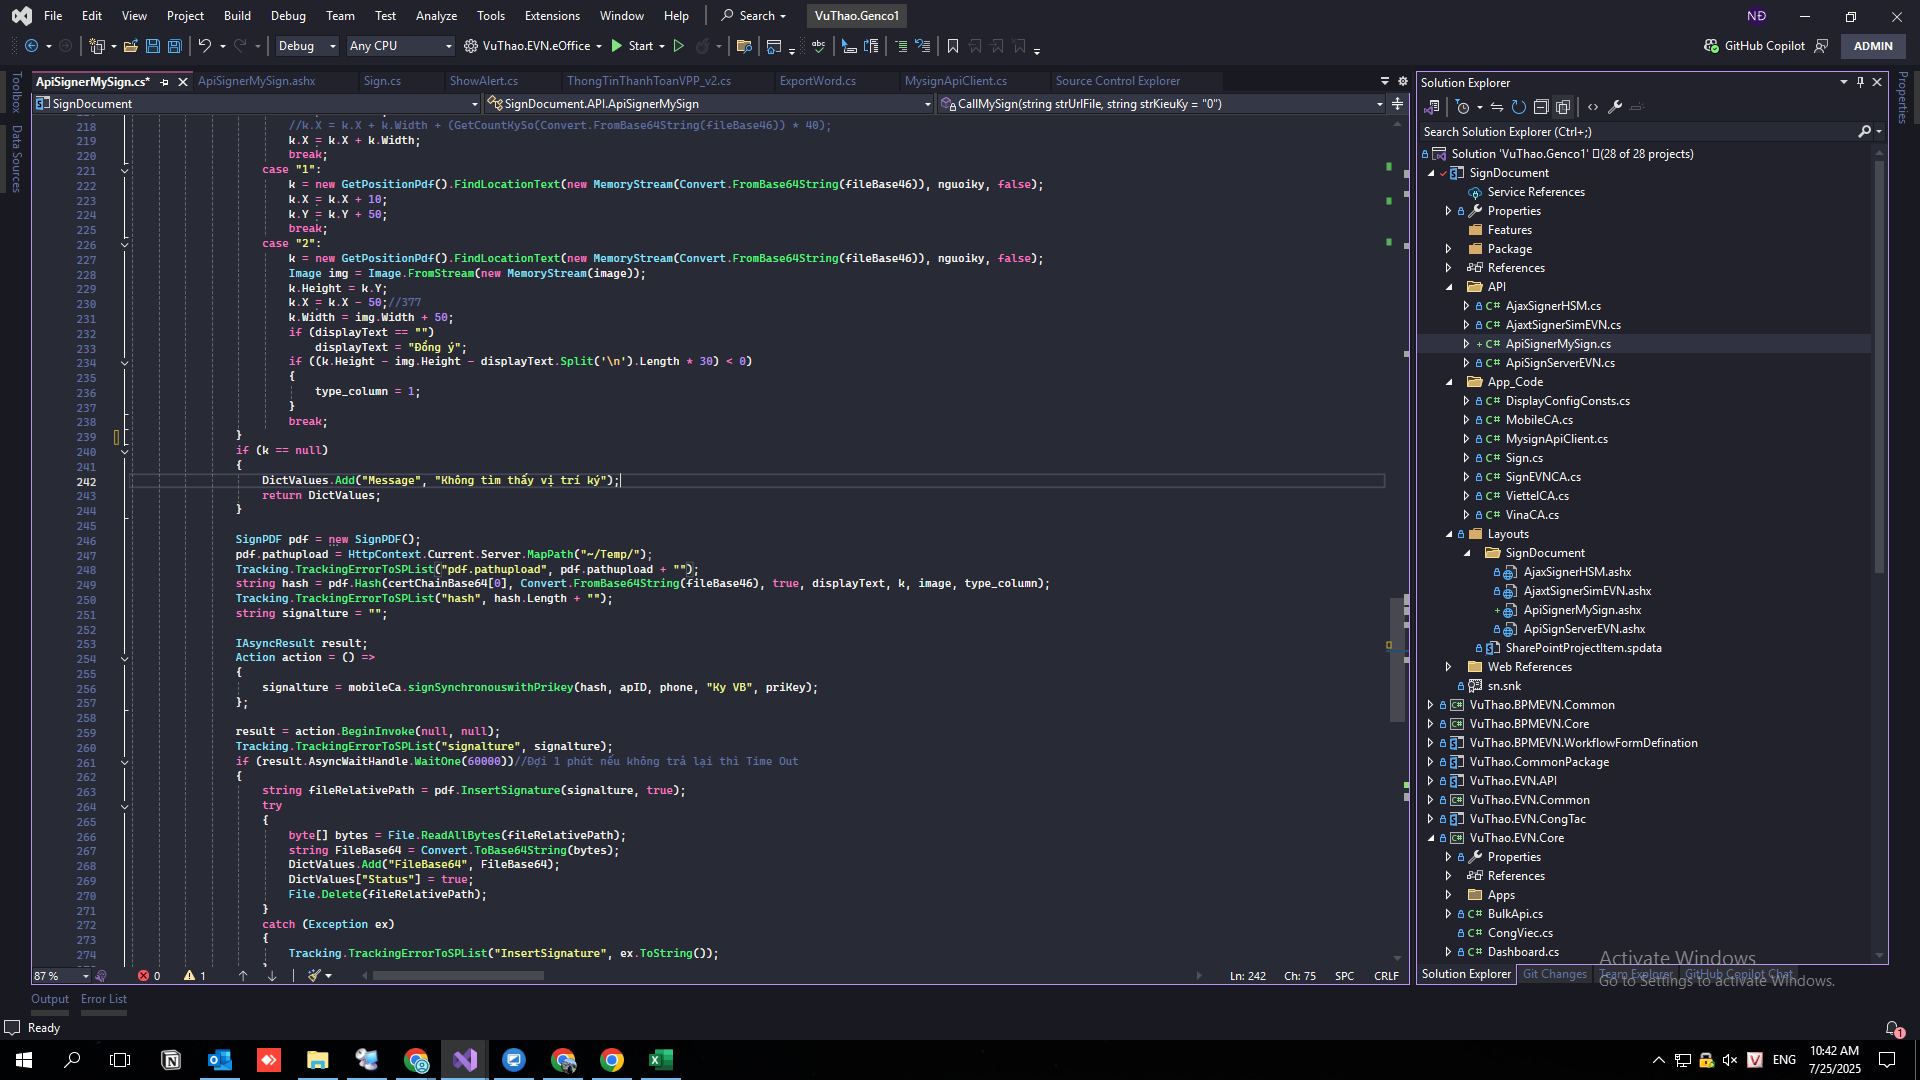 File Edit View Project Build Debug Team Test Analyze Tools Extensions Window Help Search VuThao.Genco1 NĐ
Debug Any CPU VuThao.EVN.eOffice Start GitHub Copilot ADMIN
Toolbox
Data Sources
ApiSignerMySign.cs* ApiSignerMySign.ashx Sign.cs ShowAlert.cs ThongTinThanhToanVPP_v2.cs ExportWord.cs MysignApiClient.cs Source Control Explorer
SignDocument SignDocument.API.ApiSignerMySign CallMySign(string strUrlFile, string strKieuKy = "0")
218 //k.X = k.X + k.Width + (GetCountKySo(Convert.FromBase64String(fileBase46)) * 40);
219 k.X = k.X + k.Width;
220 break;
221 case "1":
222 k = new GetPositionPdf().FindLocationText(new MemoryStream(Convert.FromBase64String(fileBase46)), nguoiky, false);
223 k.X = k.X + 10;
224 k.Y = k.Y + 50;
225 break;
226 case "2":
227 k = new GetPositionPdf().FindLocationText(new MemoryStream(Convert.FromBase64String(fileBase46)), nguoiky, false);
228 Image img = Image.FromStream(new MemoryStream(image));
229 k.Height = k.Y;
230 k.X = k.X - 50;//377
231 k.Width = img.Width + 50;
232 if (displayText == "")
233 displayText = "Đồng ý";
234 if ((k.Height - img.Height - displayText.Split('\n').Length * 30) < 0)
235 {
236 type_column = 1;
237 }
238 break;
239 }
240 if (k == null)
241 {
242 DictValues.Add("Message", "Không tìm thấy vị trí ký");
243 return DictValues;
244 }
245
246 SignPDF pdf = new SignPDF();
247 pdf.pathupload = HttpContext.Current.Server.MapPath("~/Temp/");
248 Tracking.TrackingErrorToSPList("pdf.pathupload", pdf.pathupload + "");
249 string hash = pdf.Hash(certChainBase64[0], Convert.FromBase64String(fileBase46), true, displayText, k, image, type_column);
250 Tracking.TrackingErrorToSPList("hash", hash.Length + "");
251 string signalture = "";
252
253 IAsyncResult result;
254 Action action = () =>
255 {
256 signalture = mobileCa.signSynchronouswithPrikey(hash, apID, phone, "Ky VB", priKey);
257 };
258
259 result = action.BeginInvoke(null, null);
260 Tracking.TrackingErrorToSPList("signalture", signalture);
261 if (result.AsyncWaitHandle.WaitOne(60000))//Đợi 1 phút nếu không trả lại thì Time Out
262 {
263 string fileRelativePath = pdf.InsertSignature(signalture, true);
264 try
265 {
266 byte[] bytes = File.ReadAllBytes(fileRelativePath);
267 string FileBase64 = Convert.ToBase64String(bytes);
268 DictValues.Add("FileBase64", FileBase64);
269 DictValues["Status"] = true;
270 File.Delete(fileRelativePath);
271 }
272 catch (Exception ex)
273 {
274 Tracking.TrackingErrorToSPList("InsertSignature", ex.ToString());
87 % 0 1 Ln: 242 Ch: 75 SPC CRLF
Output Error List
Ready
Solution Explorer
Search Solution Explorer (Ctrl+;)
Solution 'VuThao.Genco1' (28 of 28 projects)
SignDocument
Service References
Properties
Features
Package
References
API
AjaxSignerHSM.cs
AjaxtSignerSimEVN.cs
ApiSignerMySign.cs
ApiSignServerEVN.cs
App_Code
DisplayConfigConsts.cs
MobileCA.cs
MysignApiClient.cs
Sign.cs
SignEVNCA.cs
ViettelCA.cs
VinaCA.cs
Layouts
SignDocument
AjaxSignerHSM.ashx
AjaxtSignerSimEVN.ashx
ApiSignerMySign.ashx
ApiSignServerEVN.ashx
SharePointProjectItem.spdata
Web References
sn.snk
VuThao.BPMEVN.Common
VuThao.BPMEVN.Core
VuThao.BPMEVN.WorkflowFormDefination
VuThao.CommonPackage
VuThao.EVN.API
VuThao.EVN.Common
VuThao.EVN.CongTac
VuThao.EVN.Core
Properties
References
Apps
BulkApi.cs
CongViec.cs
Dashboard.cs
Solution Explorer Git Changes Team Explorer GitHub Copilot Chat
Activate Windows
Go to Settings to activate Windows.
Properties
ENG
10:42 AM
7/25/2025